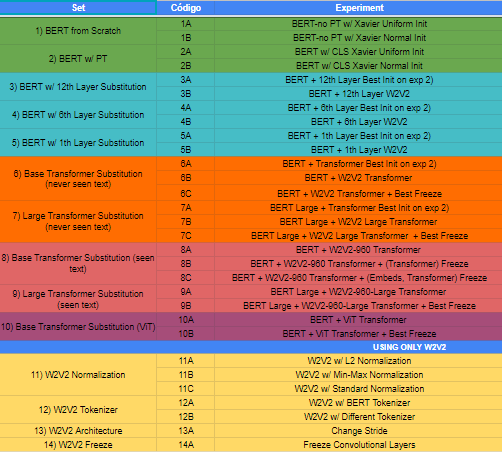 Set Código Experiment
1) BERT from Scratch 1A BERT-no PT w/ Xavier Uniform Init
1B BERT-no PT w/ Xavier Normal Init
2) BERT w/ PT 2A BERT w/ CLS Xavier Uniform Init
2B BERT w/ CLS Xavier Normal Init
3) BERT w/ 12th Layer Substitution 3A BERT + 12th Layer Best Init on exp 2)
3B BERT + 12th Layer W2V2
4) BERT w/ 6th Layer Substitution 4A BERT + 6th Layer Best Init on exp 2)
4B BERT + 6th Layer W2V2
5) BERT w/ 1th Layer Substitution 5A BERT + 1th Layer Best Init on exp 2)
5B BERT + 1th Layer W2V2
6) Base Transformer Substitution (never seen text) 6A BERT + Transformer Best Init on exp 2)
6B BERT + W2V2 Transformer
6C BERT + W2V2 Transformer + Best Freeze
7) Large Transformer Substitution (never seen text) 7A BERT Large + Transformer Best Init on exp 2)
7B BERT Large + W2V2 Large Transformer
7C BERT Large + W2V2 Large Transformer + Best Freeze
8) Base Transformer Substitution (seen text) 8A BERT + W2V2-960 Transformer
8B BERT + W2V2-960 Transformer + (Transformer) Freeze
8C BERT + W2V2-960 Transformer + (Embeds, Transformer) Freeze
9) Large Transformer Substitution (seen text) 9A BERT Large + W2V2-960-Large Transformer
9B BERT Large + W2V2-960-Large Transformer + Best Freeze
10) Base Transformer Substitution (ViT) 10A BERT + ViT Transformer
10B BERT + ViT Transformer + Best Freeze
USING ONLY W2V2
11) W2V2 Normalization 11A W2V2 w/ L2 Normalization
11B W2V2 w/ Min-Max Normalization
11C W2V2 w/ Standard Normalization
12) W2V2 Tokenizer 12A W2V2 w/ BERT Tokenizer
12B W2V2 w/ Different Tokenizer
13) W2V2 Architecture 13A Change Stride
14) W2V2 Freeze 14A Freeze Convolutional Layers